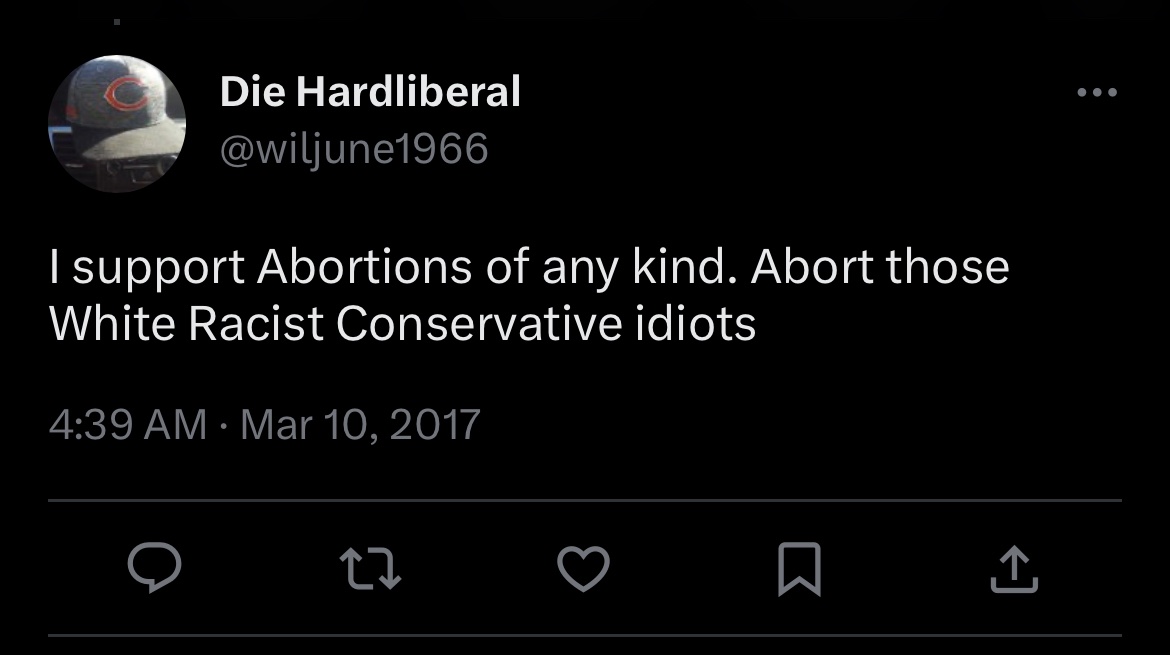 Die Hardliberal
@wiljune1966
I support Abortions of any kind. Abort those
White Racist Conservative idiots
4:39 AM · Mar 10, 2017